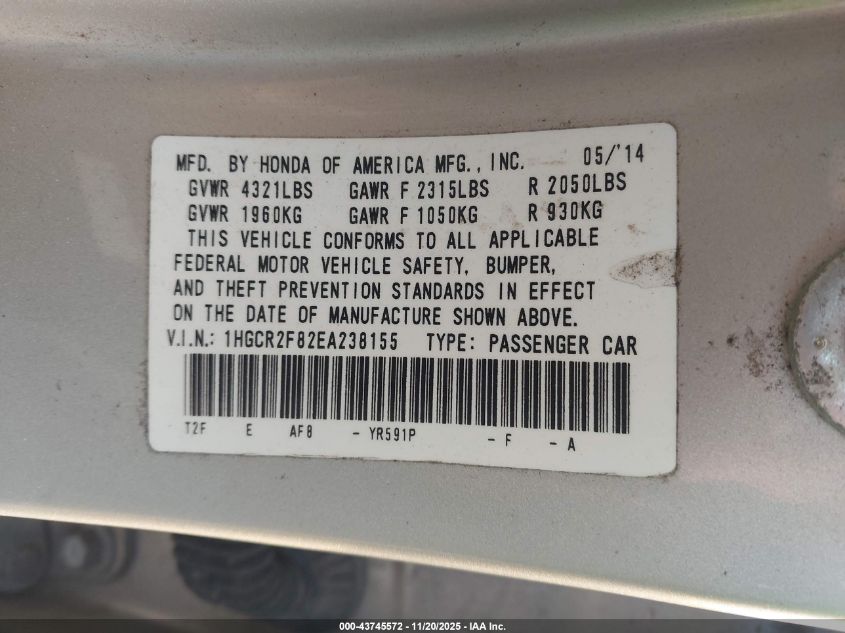 MFD. BY HONDA OF AMERICA MFG., INC. 05/'14
GVWR 4321LBS GAWR F 2315LBS R 2050LBS
GVWR 1960KG GAWR F 1050KG R 930KG
THIS VEHICLE CONFORMS TO ALL APPLICABLE
FEDERAL MOTOR VEHICLE SAFETY, BUMPER,
AND THEFT PREVENTION STANDARDS IN EFFECT
ON THE DATE OF MANUFACTURE SHOWN ABOVE.
V.I.N.: 1HGCR2F82EA238155 TYPE: PASSENGER CAR
T2F E AF8 - YR591P - F - A
000-43745572 | 11/20/2025 - IAA Inc.